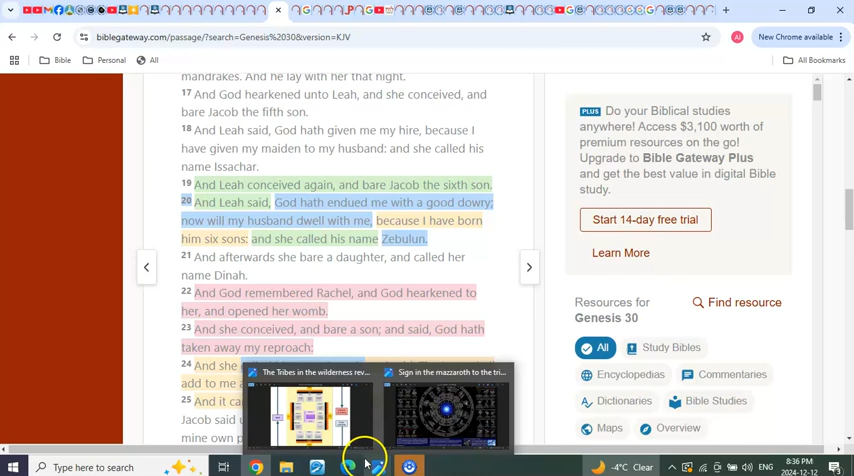 biblegateway.com/passage/?search=Genesis%2030&version=KJV
AI
New Chrome available
Bible
Personal
All
All Bookmarks
mandrakes. And he lay with her that night.
17 And God hearkened unto Leah, and she conceived, and
bare Jacob the fifth son.
18 And Leah said, God hath given me my hire, because I
have given my maiden to my husband: and she called his
name Issachar.
19 And Leah conceived again, and bare Jacob the sixth son.
20 And Leah said, God hath endued me with a good dowry;
now will my husband dwell with me, because I have born
him six sons: and she called his name Zebulun.
21 And afterwards she bare a daughter, and called her
name Dinah.
22 And God remembered Rachel, and God hearkened to
her, and opened her womb.
23 And she conceived, and bare a son; and said, God hath
taken away my reproach:
24 And she
add to me a
25 And it ca
Jacob said u
mine own p
PLUS Do your Biblical studies
anywhere! Access $3,100 worth of
premium resources on the go!
Upgrade to Bible Gateway Plus
and get the best value in digital Bible
study.
Start 14-day free trial
Learn More
Resources for
Genesis 30
Find resource
All
Study Bibles
Encyclopedias
Commentaries
Dictionaries
Bible Studies
Maps
Overview
The Tribes in the wilderness rev...
Sign in the mazzaroth to the tri...
Type here to search
-4°C Clear
8:36 PM
2024-12-12